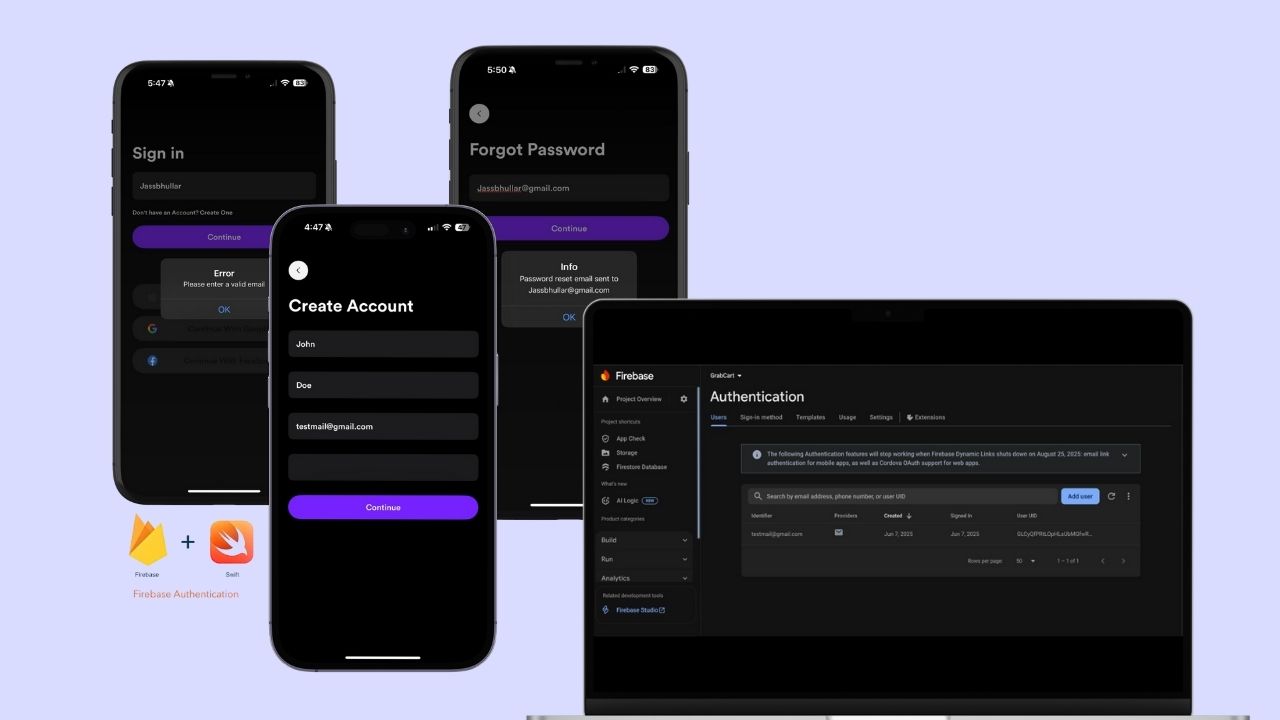 5:47
83
Sign in
Jassbhullar
Don't have an Account? Create One
Continue
Error
Please enter a valid email
OK
Continue With Google
Continue With Facebook
5:50
83
Forgot Password
Jassbhullar@gmail.com
Continue
Info
Password reset email sent to
Jassbhullar@gmail.com
OK
4:47
47
Create Account
John
Doe
testmail@gmail.com
Continue
+
Firebase
Swift
Firebase Authentication
Firebase
Project Overview
Project shortcuts
App Check
Storage
Firestore Database
What's new
AI Logic NEW
Product categories
Build
Run
Analytics
Related development tools
Firebase Studio
GrabCart
Authentication
Users Sign-in method Templates Usage Settings Extensions
The following Authentication features will stop working when Firebase Dynamic Links shuts down on August 25, 2025: email link
authentication for mobile apps, as well as Cordova OAuth support for web apps.
Search by email address, phone number, or user UID
Add user
Identifier Providers Created Signed In User UID
testmail@gmail.com Jun 7, 2025 Jun 7, 2025
Rows per page: 50 1 – 1 of 1